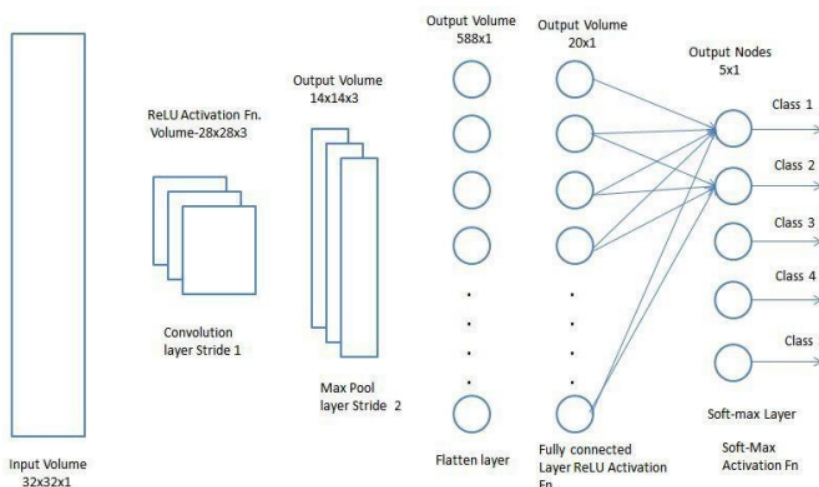 Input Volume
32x32x1
ReLU Activation Fn.
Volume-28x28x3
Convolution
layer Stride 1
Output Volume
14x14x3
Max Pool
layer Stride 2
Output Volume
588x1
Flatten layer
Output Volume
20x1
Fully connected
Layer ReLU Activation
Fn
Output Nodes
5x1
Class 1
Class 2
Class 3
Class 4
Class
Soft-max Layer
Soft-Max
Activation Fn